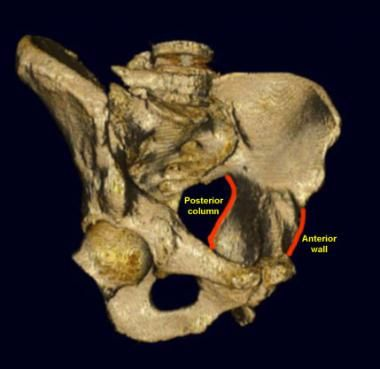 Posterior
column
Anterior
wall